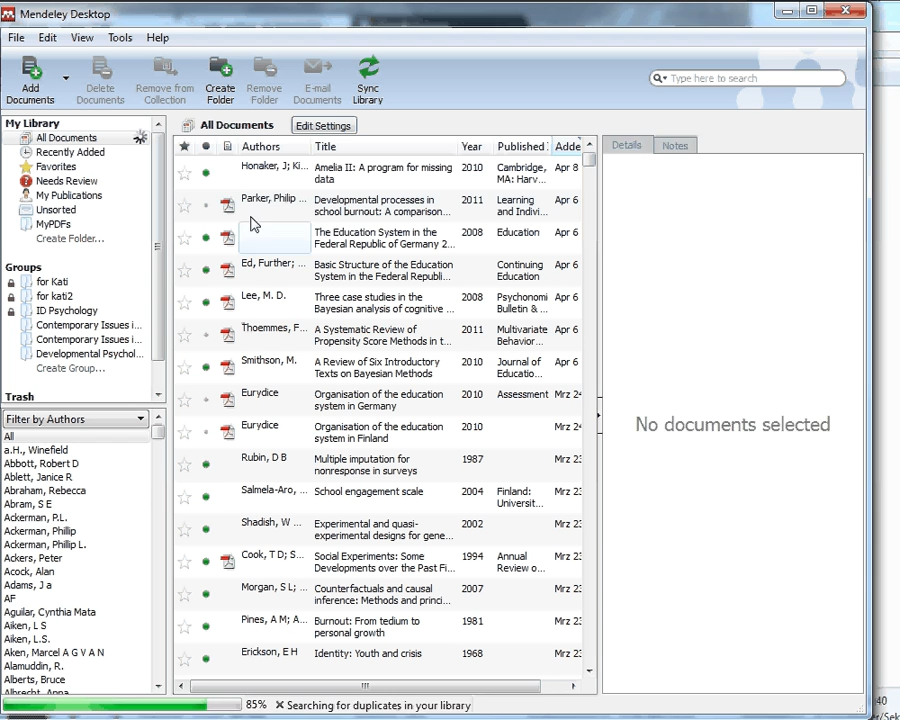 Mendeley Desktop
File Edit View Tools Help
Add Documents
Delete Documents
Remove from Collection
Create Folder
Remove Folder
E-mail Documents
Sync Library
Type here to search
My Library
All Documents
Recently Added
Favorites
Needs Review
My Publications
Unsorted
MyPDFs
Create Folder...
Groups
for Kati
for kati2
ID Psychology
Contemporary Issues i...
Contemporary Issues i...
Developmental Psychol...
Create Group...
Trash
Filter by Authors
All
a.H., Winefield
Abbott, Robert D
Ablett, Janice R
Abraham, Rebecca
Abram, S E
Ackerman, P.L.
Ackerman, Phillip
Ackerman, Phillip L.
Ackers, Peter
Acock, Alan
Adams, J a
AF
Aguilar, Cynthia Mata
Aiken, L S
Aiken, L.S.
Aken, Marcel A G V A N
Alamuddin, R.
Alberts, Bruce
Albrecht, Anna
All Documents Edit Settings
Authors Title Year Published Adde
Honaker, J; Ki... Amelia II: A program for missing 2010 Cambridge, Apr 8
data MA: Harv...
Parker, Philip ... Developmental processes in 2011 Learning Apr 6
school burnout: A comparison... and Indivi...
The Education System in the 2008 Education Apr 6
Federal Republic of Germany 2...
Ed, Further; ... Basic Structure of the Education Continuing Apr 6
System in the Federal Republi... Education
Lee, M. D. Three case studies in the 2008 Psychonomi Apr 6
Bayesian analysis of cognitive ... Bulletin & ...
Thoemmes, F... A Systematic Review of 2011 Multivariate Apr 6
Propensity Score Methods in t... Behavior...
Smithson, M. A Review of Six Introductory 2010 Journal of Apr 6
Texts on Bayesian Methods Educatio...
Eurydice Organisation of the education 2010 Assessment Mrz 24
system in Germany
Eurydice Organisation of the education 2010 Mrz 24
system in Finland
Rubin, D B Multiple imputation for 1987 Mrz 23
nonresponse in surveys
Salmela-Aro, ... School engagement scale 2004 Finland: Mrz 23
Universit...
Shadish, W ... Experimental and quasi- 2002 Mrz 23
experimental designs for gene...
Cook, T D; S... Social Experiments: Some 1994 Annual Mrz 23
Developments over the Past Fi... Review o...
Morgan, S L; ... Counterfactuals and causal 2007 Mrz 23
inference: Methods and princi...
Pines, A M; A... Burnout: From tedium to 1981 Mrz 23
personal growth
Erickson, E H Identity: Youth and crisis 1968 Mrz 23
Details Notes
No documents selected
85% Searching for duplicates in your library
:40